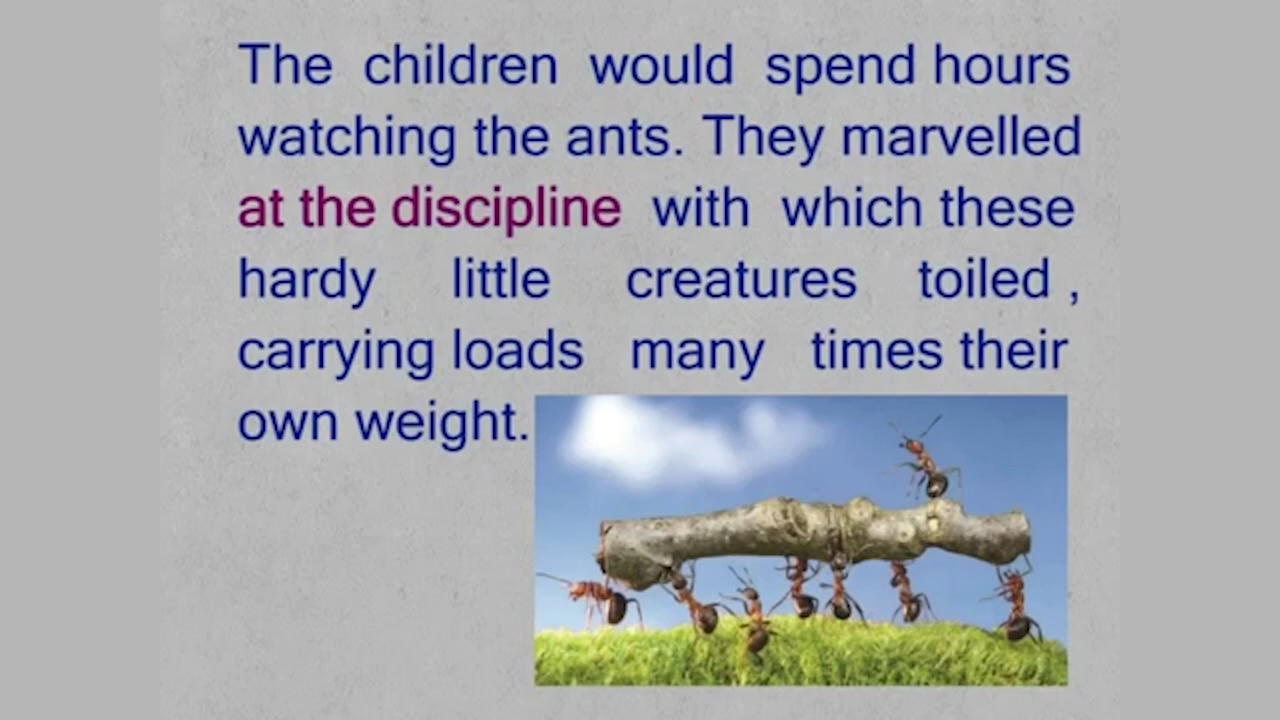 The children would spend hours
watching the ants. They marvelled
at the discipline with which these
hardy little creatures toiled ,
carrying loads many times their
own weight.